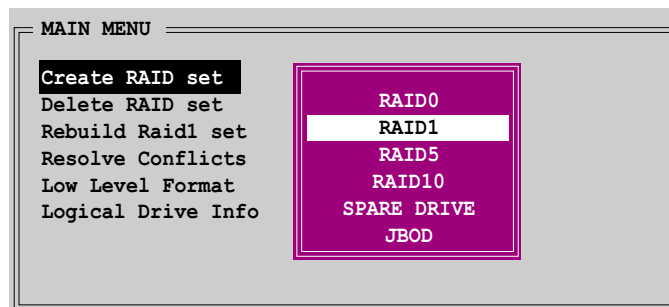 MAIN MENU
Create RAID set
Delete RAID set
Rebuild Raid1 set
Resolve Conflicts
Low Level Format
Logical Drive Info
RAID0
RAID1
RAID5
RAID10
SPARE DRIVE
JBOD